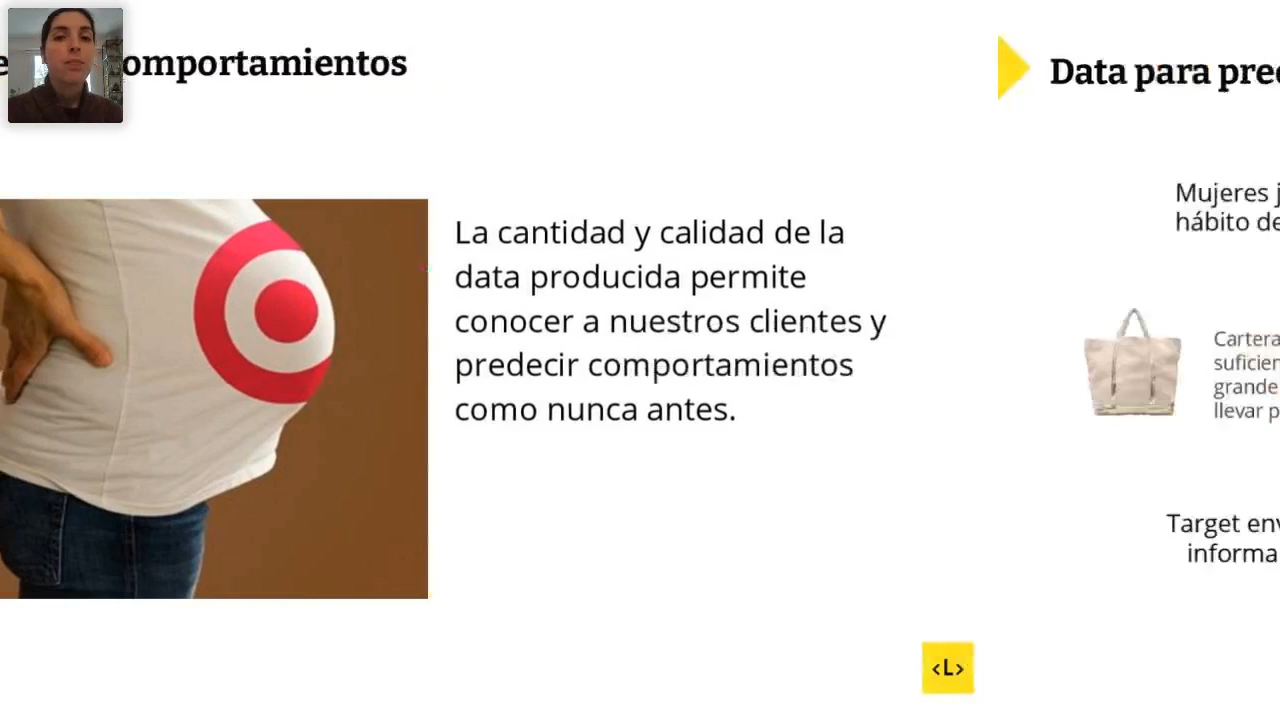 omportamientos
La cantidad y calidad de la
data producida permite
conocer a nuestros clientes y
predecir comportamientos
como nunca antes.
<L>
Data para pre
Mujeres j
hábito de
Cartera
suficien
grande
llevar p
Target env
informa